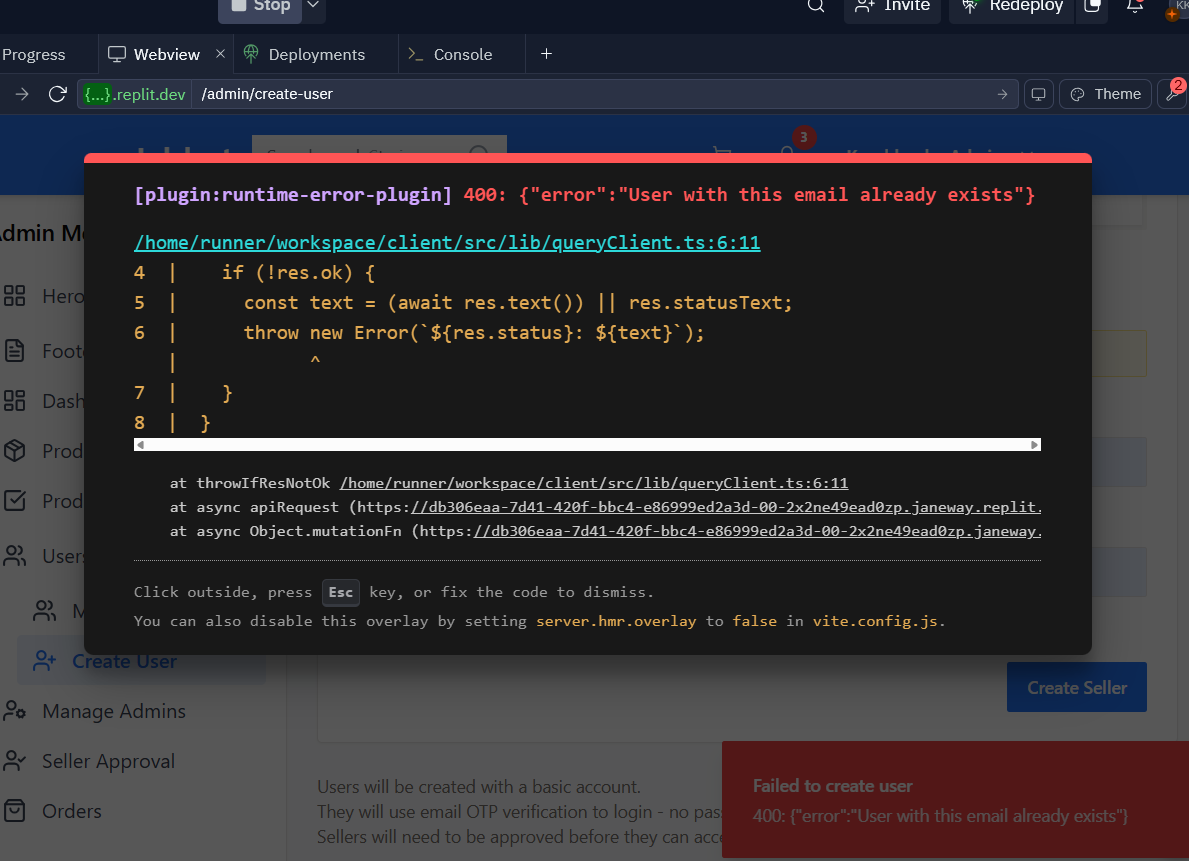 Stop
Invite
Redeploy
Progress
Webview
Deployments
Console
{...}.replit.dev
/admin/create-user
Theme
2
3
[plugin:runtime-error-plugin] 400: {"error":"User with this email already exists"}
/home/runner/workspace/client/src/lib/queryClient.ts:6:11
4 | if (!res.ok) {
5 | const text = (await res.text()) || res.statusText;
6 | throw new Error(`${res.status}: ${text}`);
| ^
7 | }
8 | }
at throwIfResNotOk /home/runner/workspace/client/src/lib/queryClient.ts:6:11
at async apiRequest (https://db306eaa-7d41-420f-bbc4-e86999ed2a3d-00-2x2ne49ead0zp.janeway.replit.
at async Object.mutationFn (https://db306eaa-7d41-420f-bbc4-e86999ed2a3d-00-2x2ne49ead0zp.janeway.
Click outside, press Esc key, or fix the code to dismiss.
You can also disable this overlay by setting server.hmr.overlay to false in vite.config.js.
Hero
Users
Create User
Manage Admins
Seller Approval
Orders
Create Seller
Users will be created with a basic account.
They will use email OTP verification to login - no pas
Sellers will need to be approved before they can acc
Failed to create user
400: {"error":"User with this email already exists"}